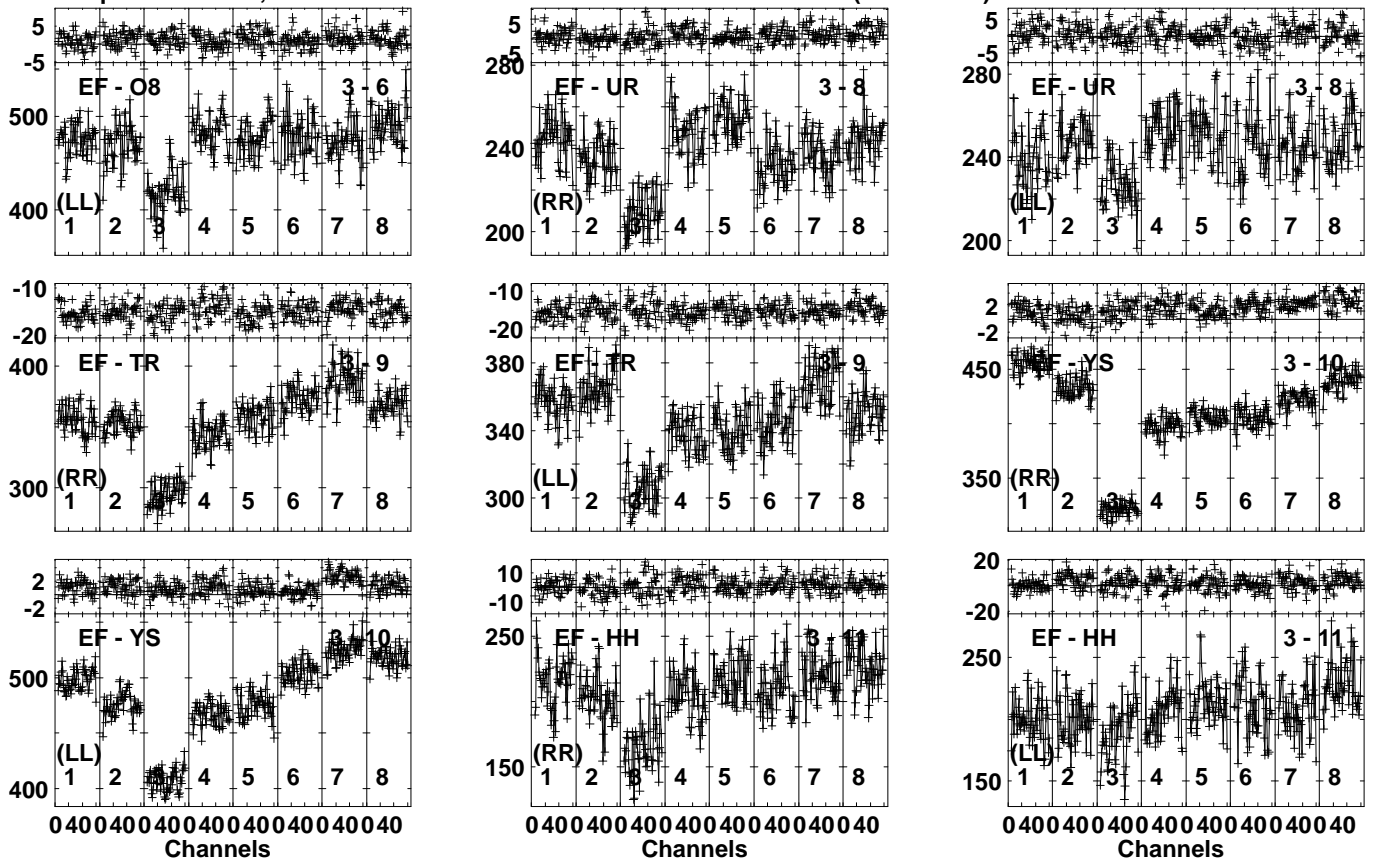 5
-5
EF - O8 3 - 6
500
400
(LL)
1 2 3 4 5 6 7 8
5
-5
280
EF - UR 3 - 8
240
200
(RR)
1 2 3 4 5 6 7 8
5
-5
280
EF - UR 3 - 8
240
200
(LL)
1 2 3 4 5 6 7 8
-10
-20
400
EF - TR 3 - 9
300
(RR)
1 2 3 4 5 6 7 8
-10
-20
380
EF - TR 3 - 9
340
300
(LL)
1 2 3 4 5 6 7 8
2
-2
450
EF - YS 3 - 10
350
(RR)
1 2 3 4 5 6 7 8
2
-2
EF - YS 3 - 10
500
400
(LL)
1 2 3 4 5 6 7 8
0 40 0 40 0 40 0 40 0 40 0 40 0 40 0 40
Channels
10
-10
250
EF - HH 3 - 11
150
(RR)
1 2 3 4 5 6 7 8
0 40 0 40 0 40 0 40 0 40 0 40 0 40 0 40
Channels
20
-20
250
EF - HH 3 - 11
150
(LL)
1 2 3 4 5 6 7 8
0 40 0 40 0 40 0 40 0 40 0 40 0 40 0 40
Channels